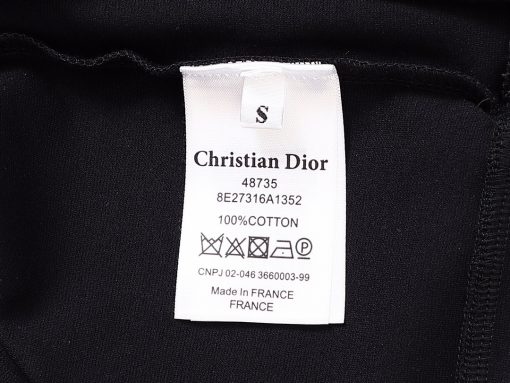 S
Christian Dior
48735
8E27316A1352
100%COTTON
P
CNPJ 02-046 3660003-99
Made In FRANCE
FRANCE